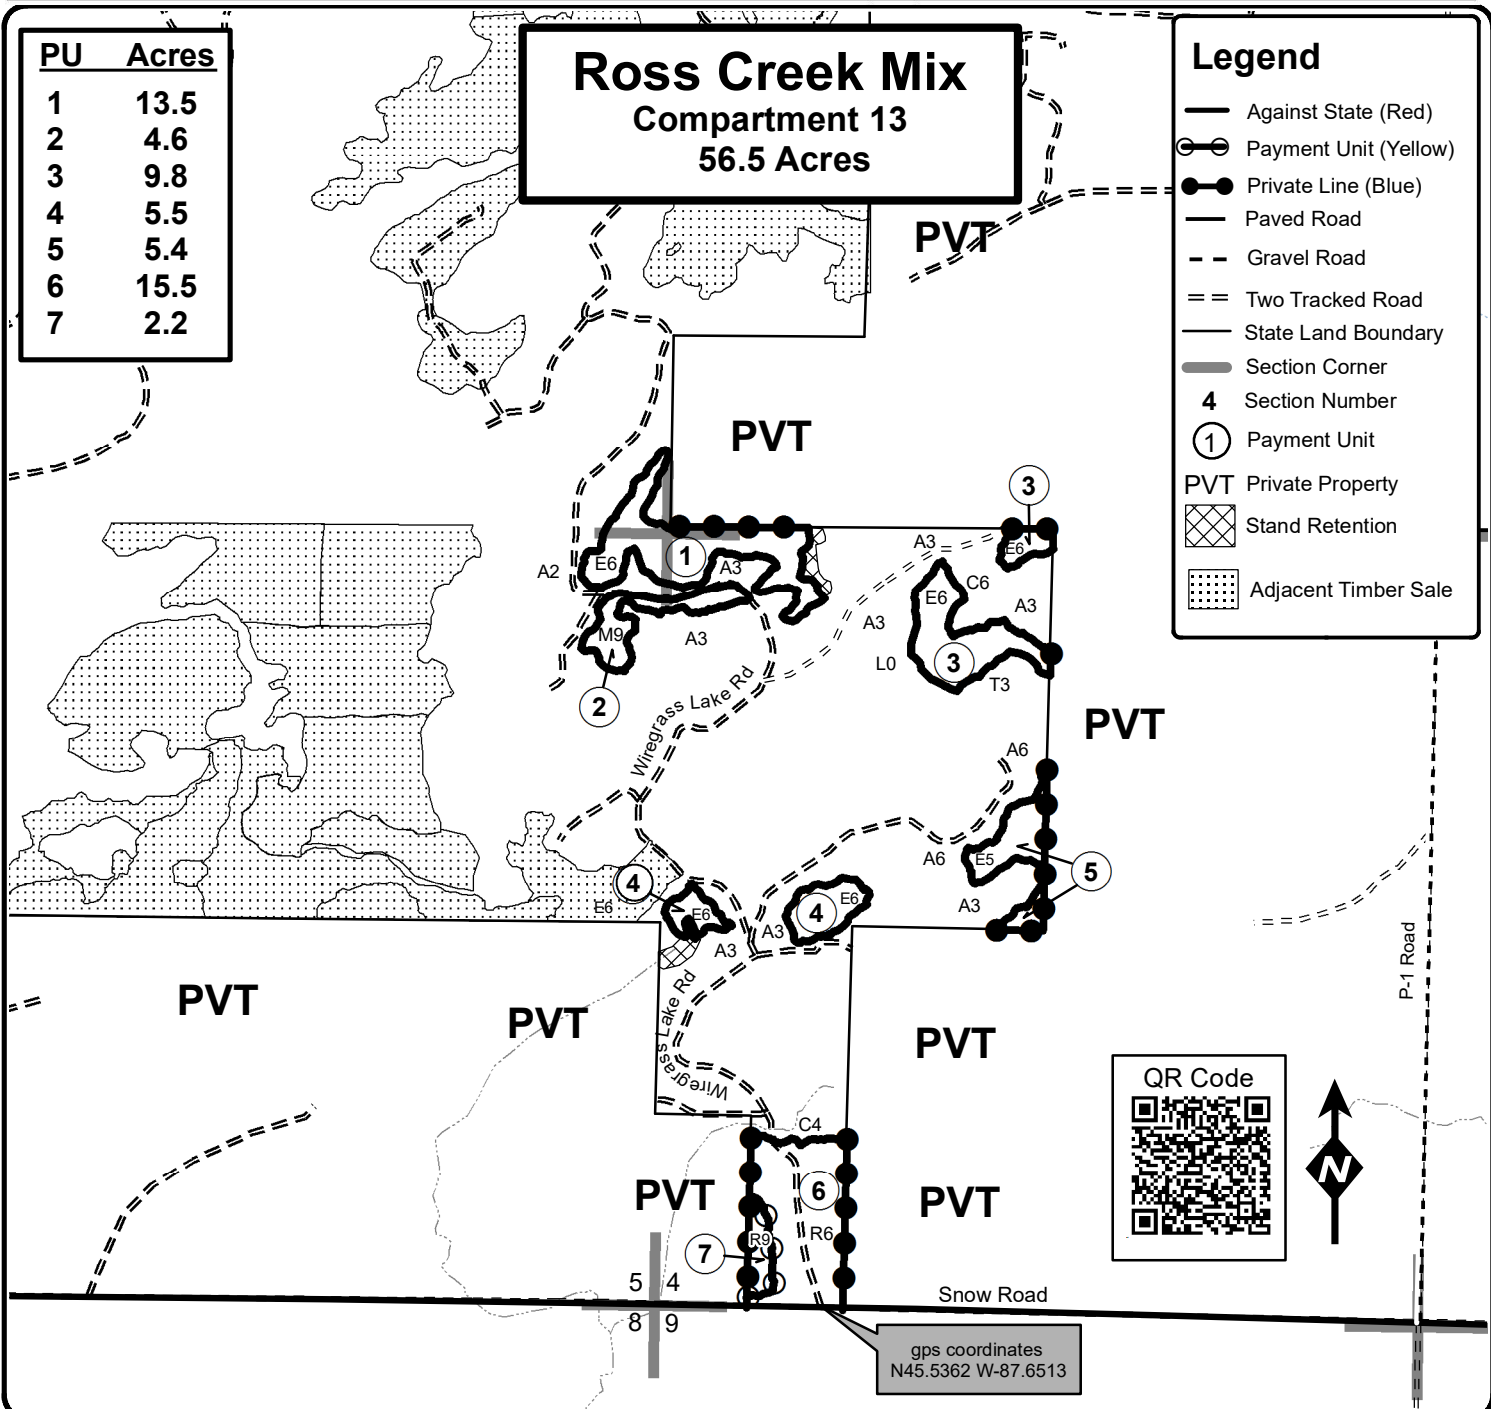 PU Acres
1 13.5
2 4.6
3 9.8
4 5.5
5 5.4
6 15.5
7 2.2
Ross Creek Mix
Compartment 13
56.5 Acres
Legend
Against State (Red)
Payment Unit (Yellow)
Private Line (Blue)
Paved Road
Gravel Road
Two Tracked Road
State Land Boundary
Section Corner
4 Section Number
1 Payment Unit
PVT Private Property
Stand Retention
Adjacent Timber Sale
PVT
PVT
3
A3
E6
1
E6
A3
A2
C6
E6
A3
A3
M9
A3
L0
3
T3
2
Wiregrass Lake Rd
PVT
A6
A6
E5
5
4
E6
E6
A3
A3
4
E6
A3
P-1 Road
PVT
PVT
Wiregrass Lake Rd
PVT
QR Code
N
C4
PVT
6
PVT
R9
R6
7
5 4
8 9
Snow Road
gps coordinates
N45.5362 W-87.6513